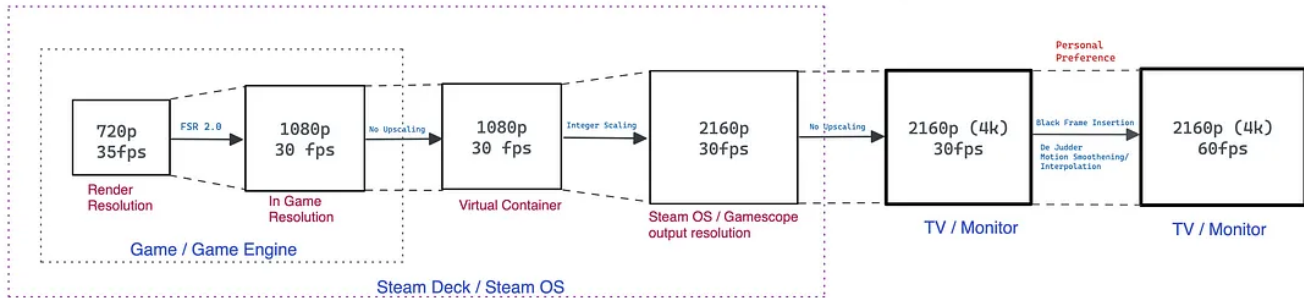 720p
35fps
Render
Resolution
FSR 2.0
1080p
30 fps
In Game
Resolution
Game / Game Engine
No Upscaling
1080p
30 fps
Virtual Container
Integer Scaling
2160p
30fps
Steam OS / Gamescope
output resolution
Steam Deck / Steam OS
No Upscaling
2160p (4k)
30fps
TV / Monitor
Personal
Preference
Black Frame Insertion
De Judder
Motion Smoothening/
Interpolation
2160p (4k)
60fps
TV / Monitor